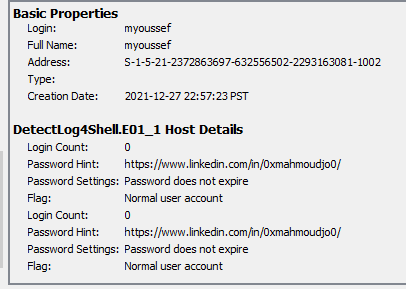 Basic Properties
Login: myoussef
Full Name: myoussef
Address: S-1-5-21-2372863697-632556502-2293163081-1002
Type:
Creation Date: 2021-12-27 22:57:23 PST
DetectLog4Shell.E01_1 Host Details
Login Count: 0
Password Hint: https://www.linkedin.com/in/0xmahmoudjo0/
Password Settings: Password does not expire
Flag: Normal user account
Login Count: 0
Password Hint: https://www.linkedin.com/in/0xmahmoudjo0/
Password Settings: Password does not expire
Flag: Normal user account